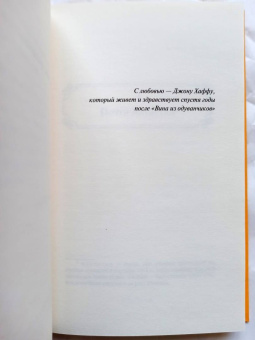 С любовью — Джону Хаффу,
который живет и здравствует спустя годы
после «Вина из одуванчиков»